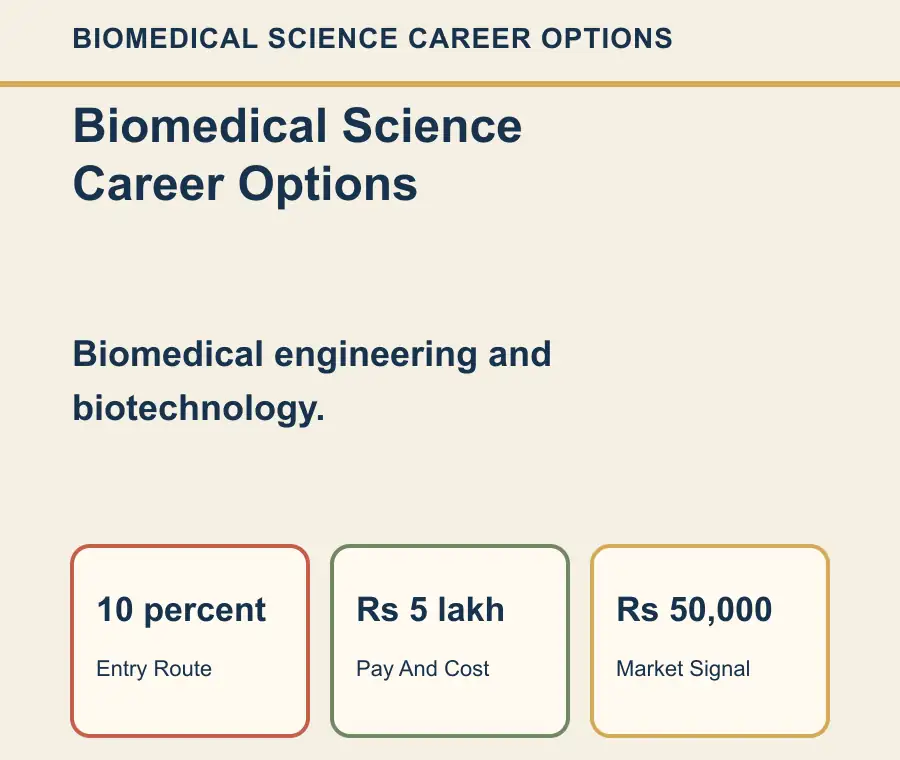 BIOMEDICAL SCIENCE CAREER OPTIONS
Biomedical Science
Career Options
Biomedical engineering and
biotechnology.
10 percent
Entry Route
Rs 5 lakh
Pay And Cost
Rs 50,000
Market Signal